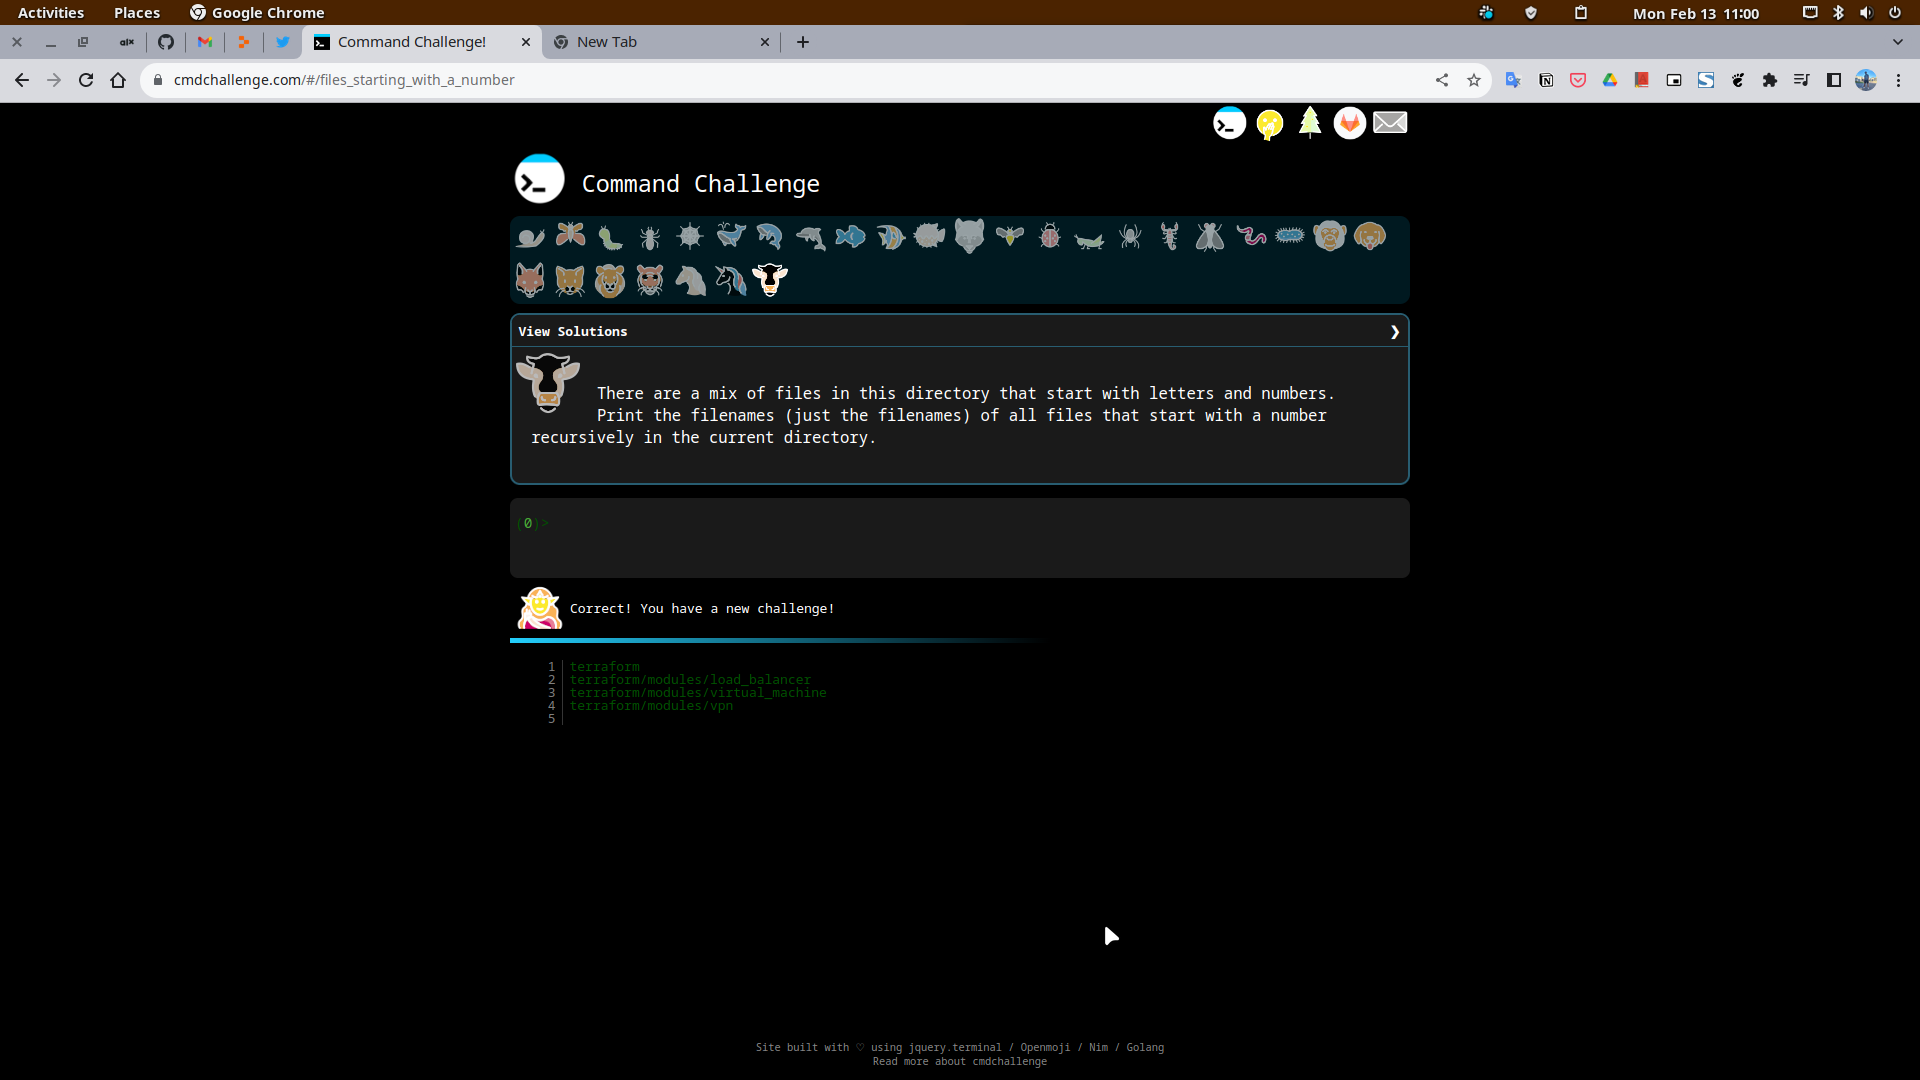 Activities Places Google Chrome Mon Feb 13 11:00
alx Command Challenge! New Tab
cmdchallenge.com/#/files_starting_with_a_number
Command Challenge
View Solutions
There are a mix of files in this directory that start with letters and numbers.
Print the filenames (just the filenames) of all files that start with a number
recursively in the current directory.
(0)>
Correct! You have a new challenge!
1 terraform
2 terraform/modules/load_balancer
3 terraform/modules/virtual_machine
4 terraform/modules/vpn
5
Site built with ♡ using jquery.terminal / Openmoji / Nim / Golang
Read more about cmdchallenge